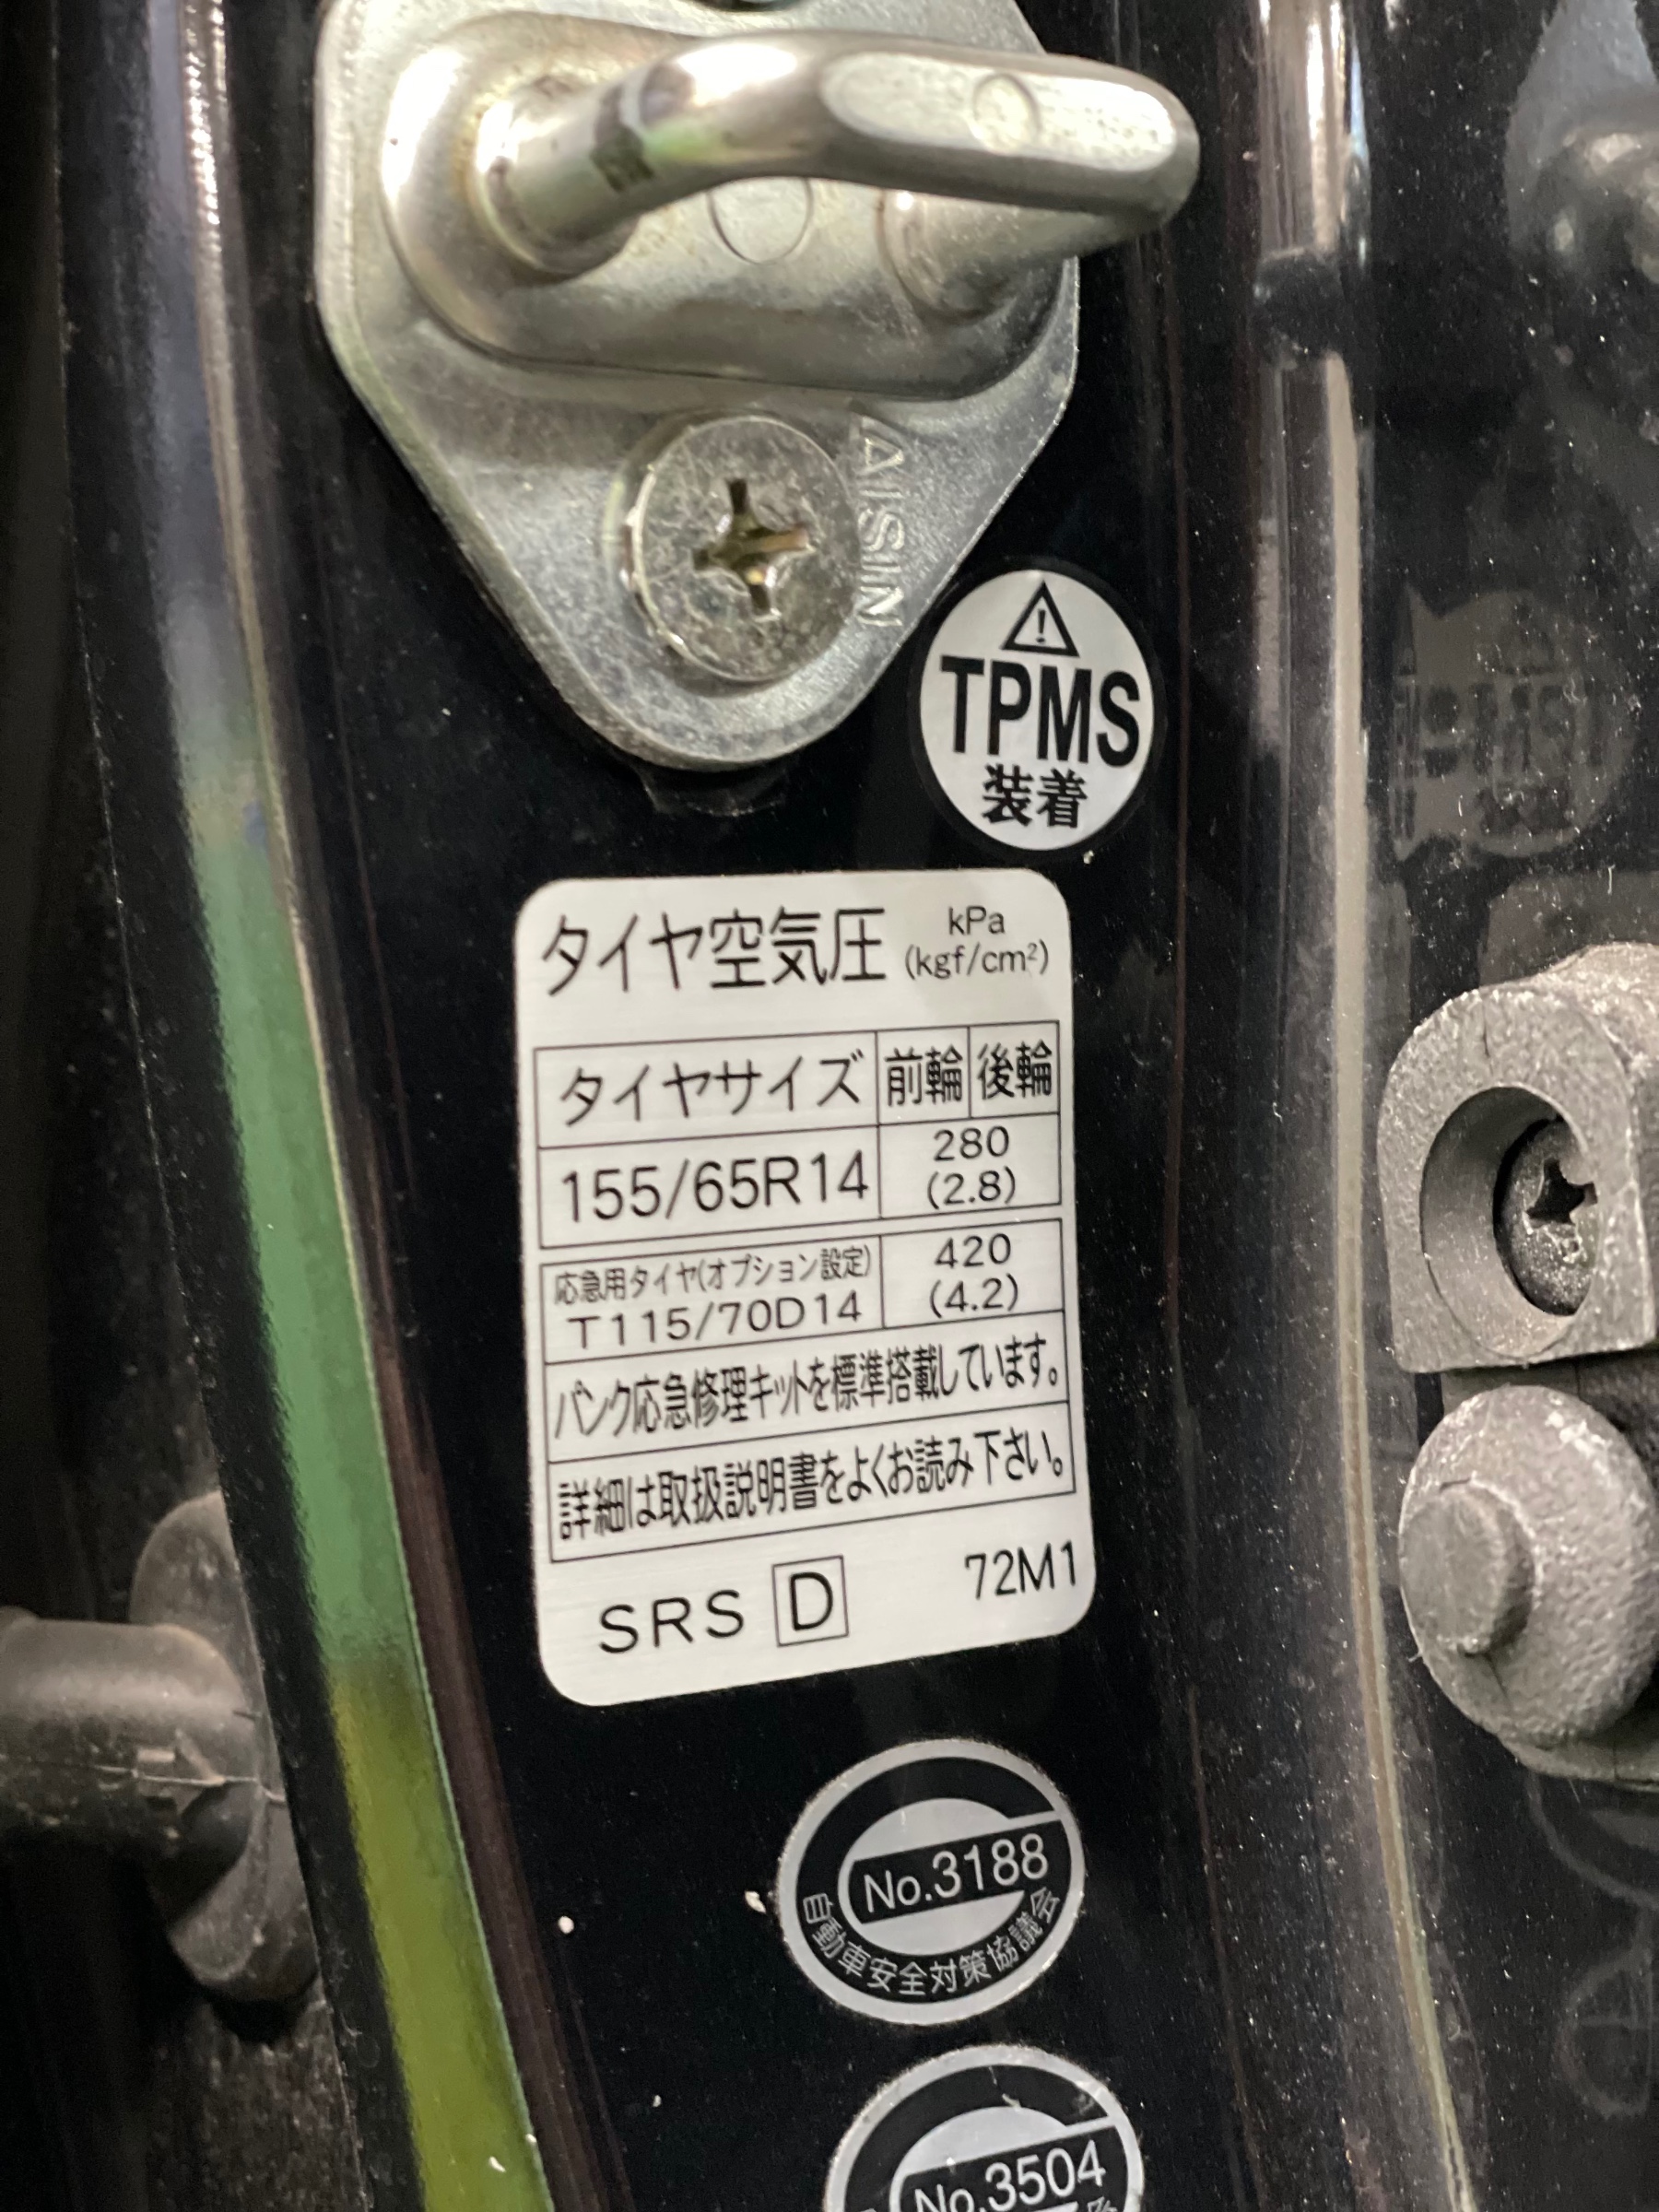 AISIN
TPMS
装着
タイヤ空気圧 kPa
(kgf/cm²)
タイヤサイズ 前輪 後輪
155/65R14 280
(2.8)
応急用タイヤ(オプション設定) 420
T115/70D14 (4.2)
パンク応急修理キットを標準搭載しています。
詳細は取扱説明書をよくお読み下さい。
SRS D 72M1
No.3188
自動車安全対策協議会
No.3504